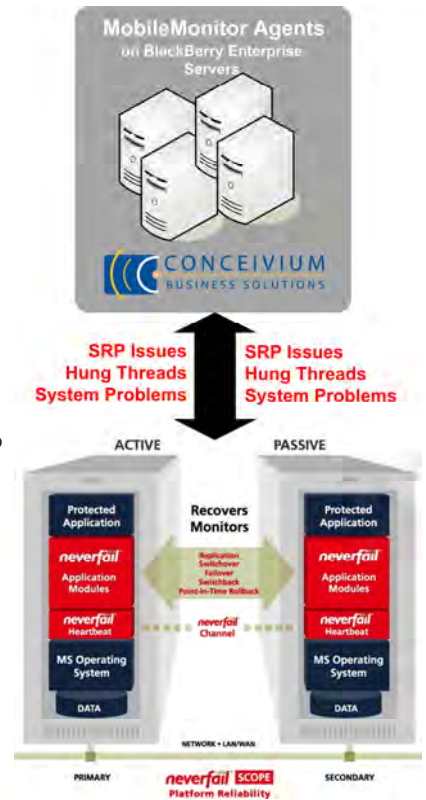 MobileMonitor Agents
on BlackBerry Enterprise
Servers
CONCEIVIUM
BUSINESS SOLUTIONS
SRP Issues
Hung Threads
System Problems
SRP Issues
Hung Threads
System Problems
ACTIVE
PASSIVE
Protected
Application
neverfail
Application
Modules
neverfail
Heartbeat
MS Operating
System
DATA
Recovers
Monitors
Replication
Switchover
Failover
Switchback
Point-in-Time Rollback
neverfail
Channel
Protected
Application
neverfail
Application
Modules
neverfail
Heartbeat
MS Operating
System
DATA
NETWORK • LAN/WAN
PRIMARY
neverfail SCOPE
Platform Reliability
SECONDARY